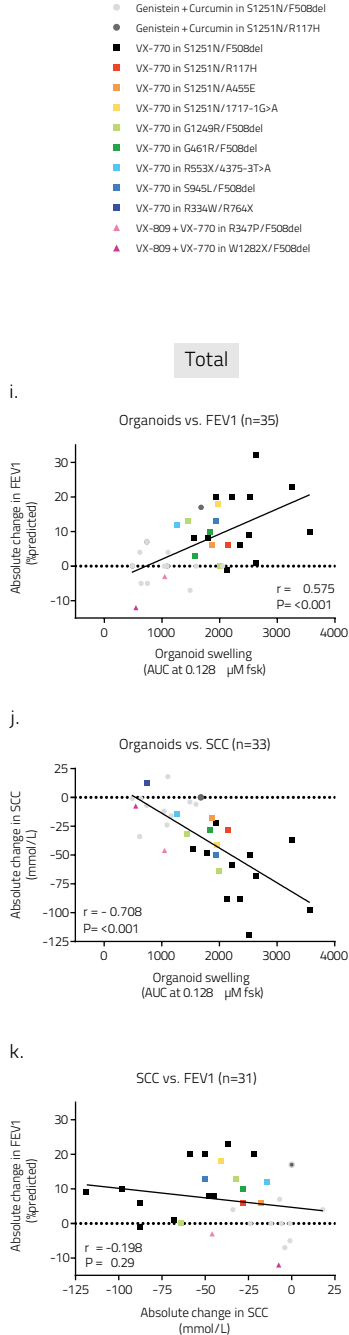 Genistein + Curcumin in S1251N/F508del
Genistein + Curcumin in S1251N/R117H
VX-770 in S1251N/F508del
VX-770 in S1251N/R117H
VX-770 in S1251N/A455E
VX-770 in S1251N/1717-1G>A
VX-770 in G1249R/F508del
VX-770 in G461R/F508del
VX-770 in R553X/4375-3T>A
VX-770 in S945L/F508del
VX-770 in R334W/R764X
VX-809 + VX-770 in R347P/F508del
VX-809 + VX-770 in W1282X/F508del
Total
i.
Organoids vs. FEV1 (n=35)
Absolute change in FEV1
(%predicted)
30
20
10
0
-10
r = 0.575
P= <0.001
0 1000 2000 3000 4000
Organoid swelling
(AUC at 0.128 µM fsk)
j.
Organoids vs. SCC (n=33)
Absolute change in SCC
(mmol/L)
25
0
-25
-50
-75
-100
-125
r = - 0.708
P= <0.001
0 1000 2000 3000 4000
Organoid swelling
(AUC at 0.128 µM fsk)
k.
SCC vs. FEV1 (n=31)
Absolute change in FEV1
(%predicted)
30
20
10
0
-10
r = -0.198
P = 0.29
-125 -100 -75 -50 -25 0 25
Absolute change in SCC
(mmol/L)